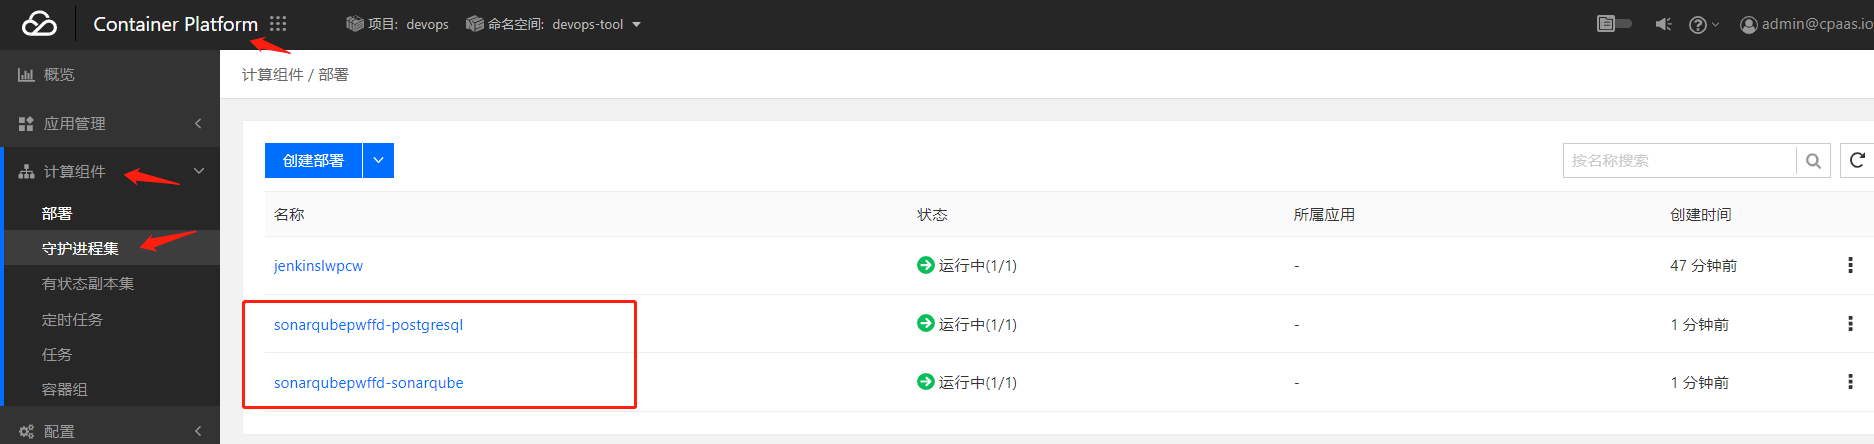 Container Platform
项目: devops
命名空间: devops-tool
admin@cpaas.io
概览
应用管理
计算组件
部署
守护进程集
有状态副本集
定时任务
任务
容器组
配置
计算组件 / 部署
创建部署
按名称搜索
名称 状态 所属应用 创建时间
jenkinslwpcw 运行中(1/1) - 47 分钟前
sonarqubepwffd-postgresql 运行中(1/1) - 1 分钟前
sonarqubepwffd-sonarqube 运行中(1/1) - 1 分钟前